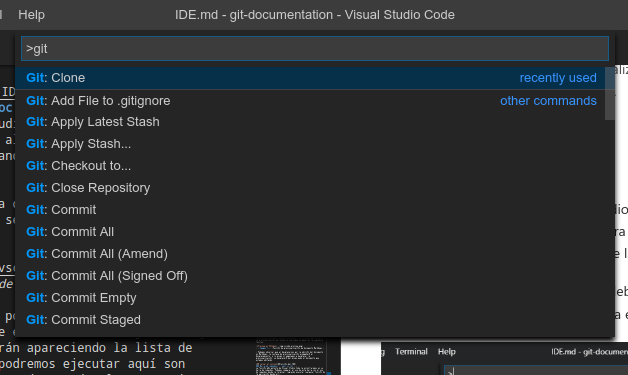 Help IDE.md - git-documentation - Visual Studio Code
>git
Git: Clone recently used
Git: Add File to .gitignore other commands
Git: Apply Latest Stash
Git: Apply Stash...
Git: Checkout to...
Git: Close Repository
Git: Commit
Git: Commit All
Git: Commit All (Amend)
Git: Commit All (Signed Off)
Git: Commit Empty
Git: Commit Staged
rán apareciendo la lista de
podremos ejecutar aquí son
Terminal Help IDE.md - git-documen
>